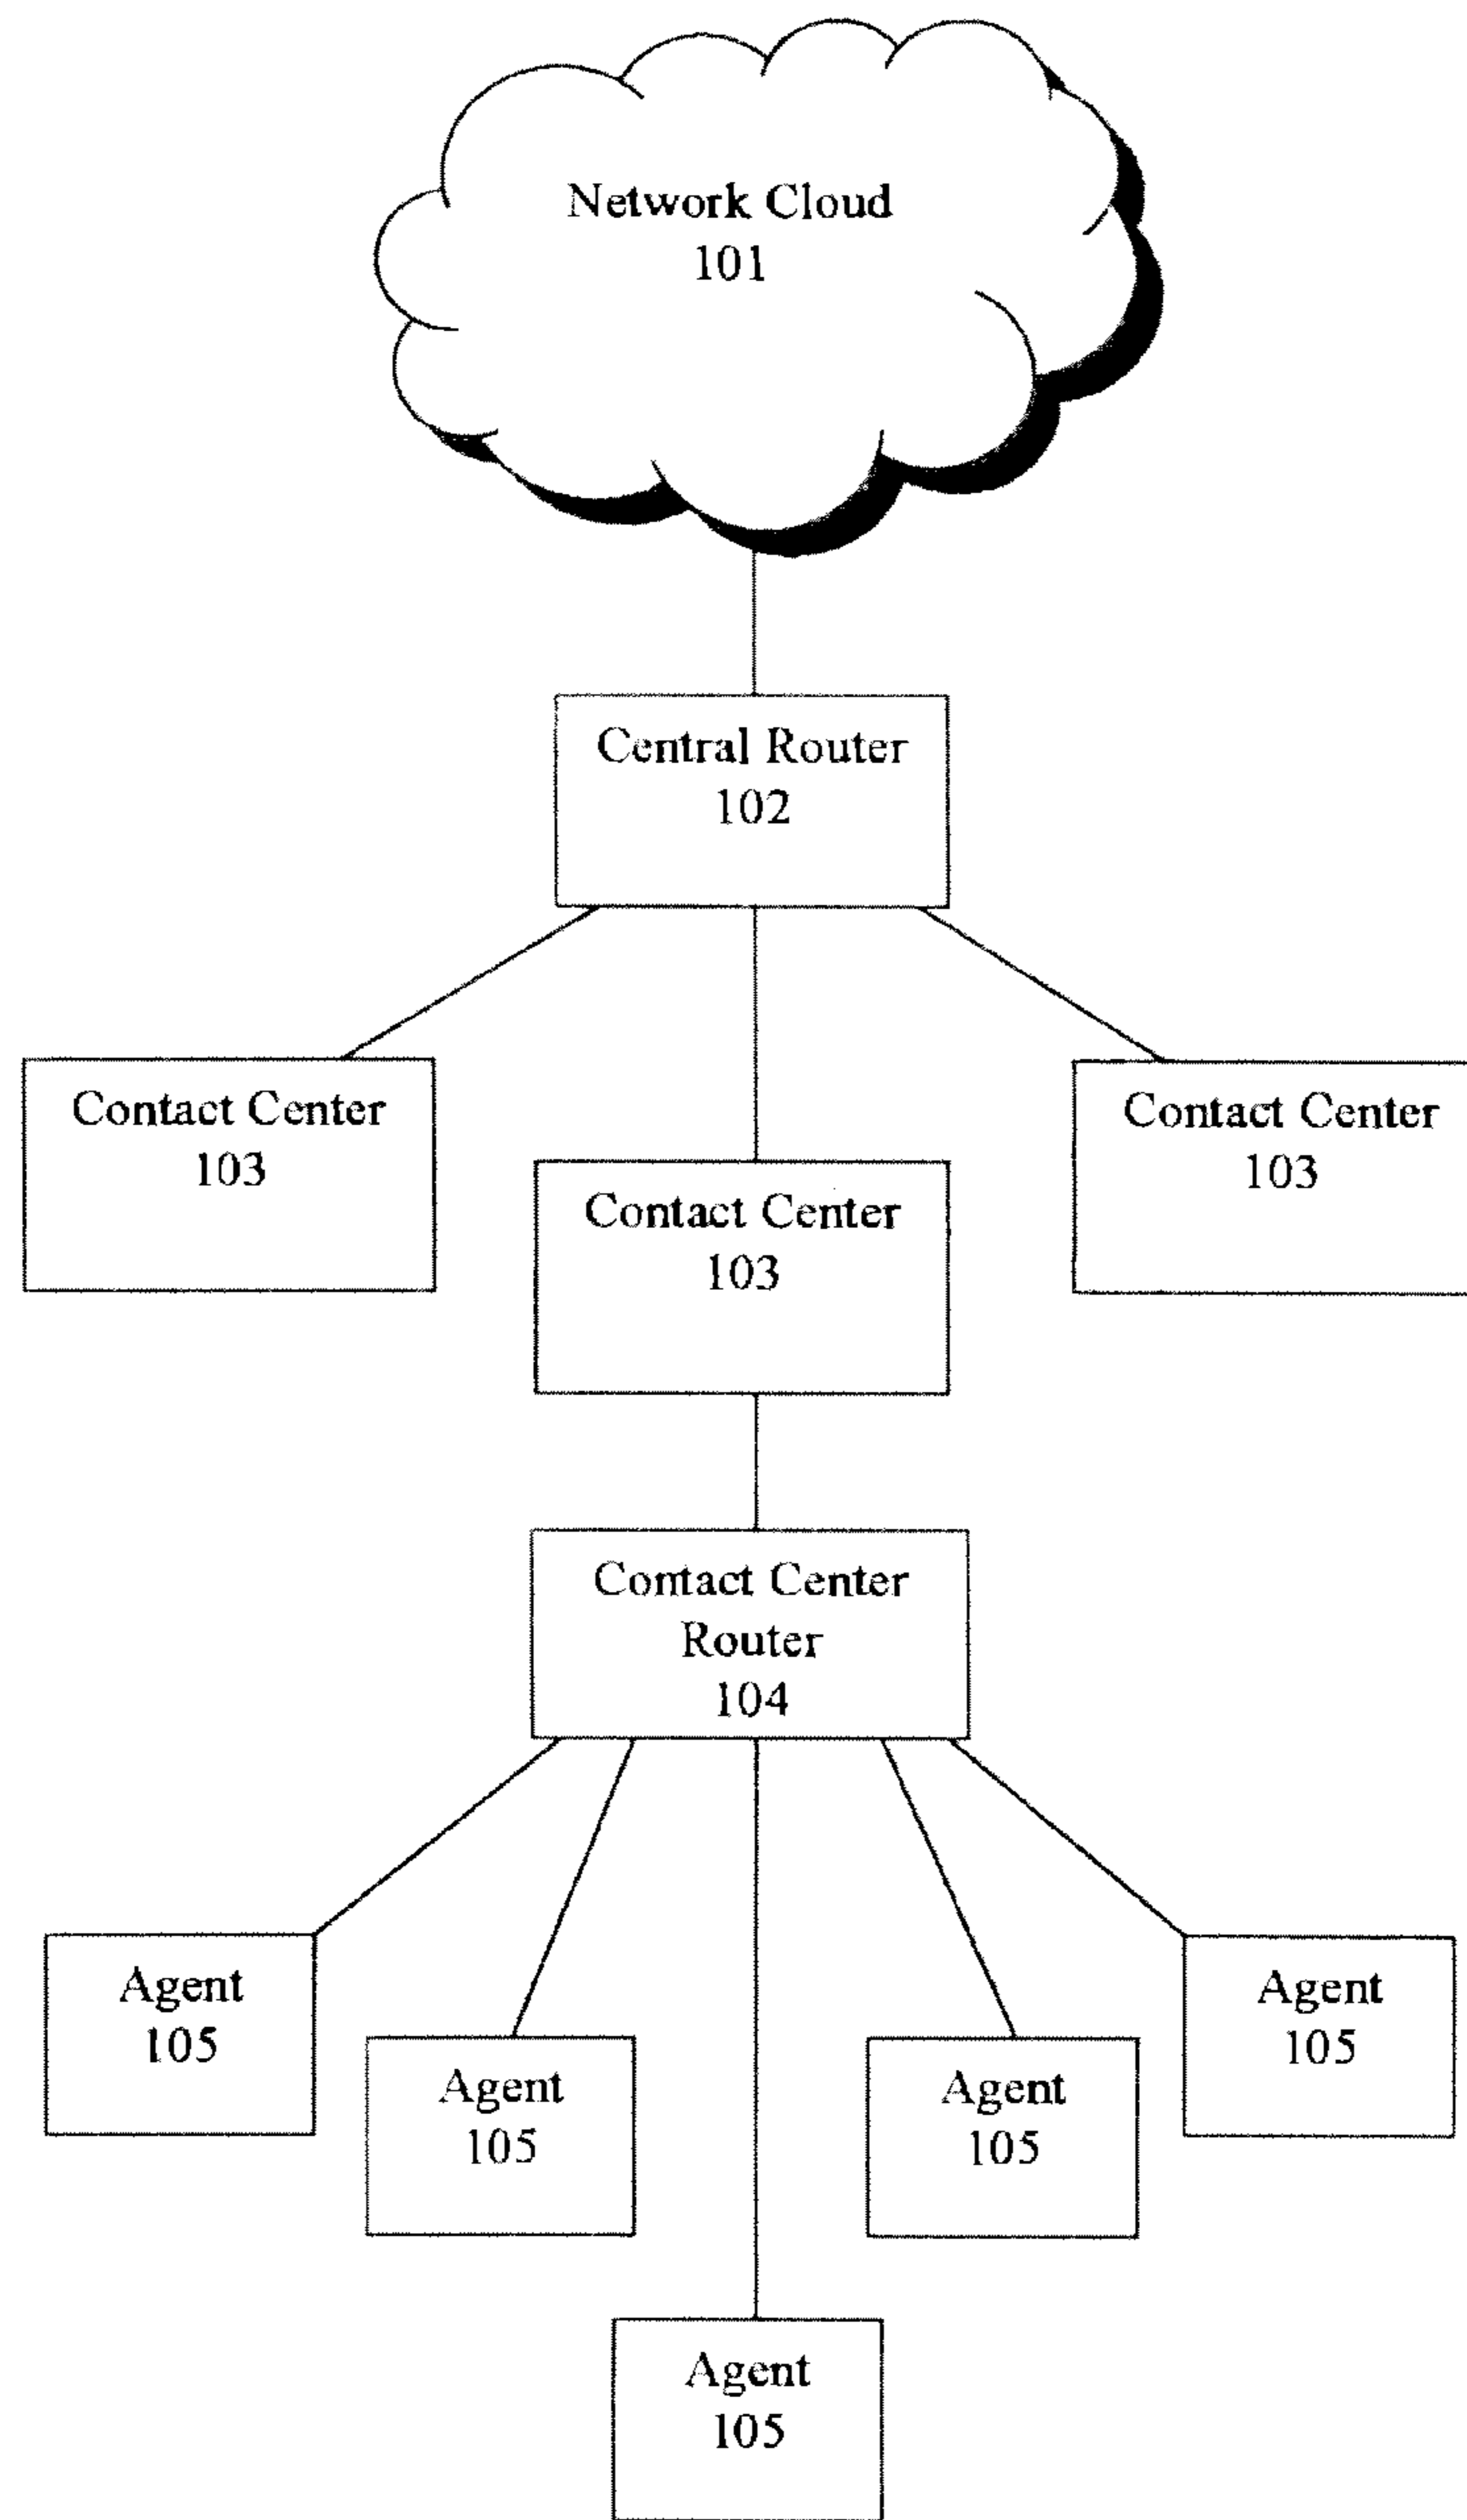 Network Cloud
101
Central Router
102
Contact Center
103
Contact Center
103
Contact Center
103
Contact Center
Router
104
Agent
105
Agent
105
Agent
105
Agent
105
Agent
105